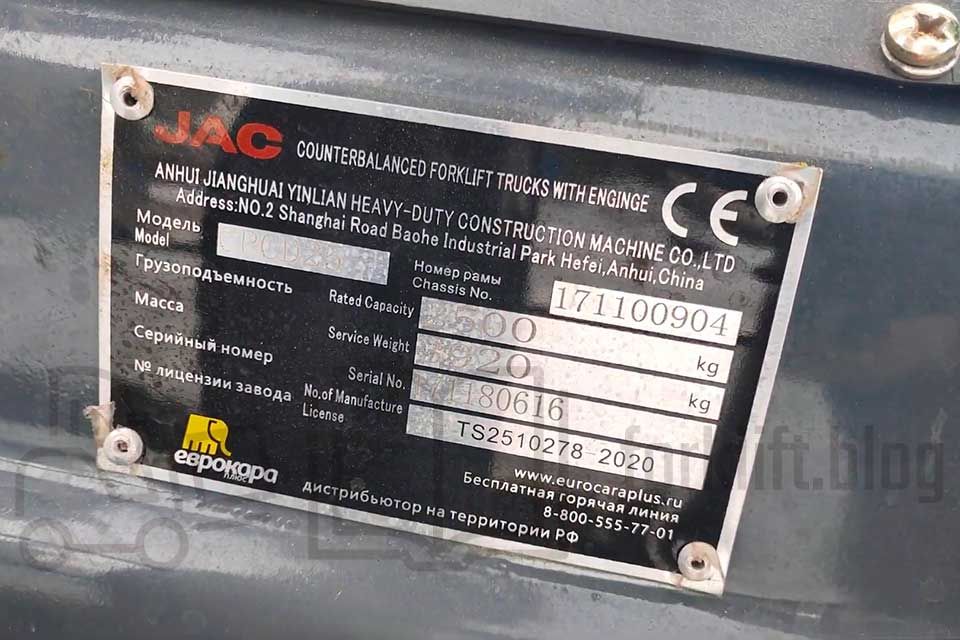 JAC COUNTERBALANCED FORKLIFT TRUCKS WITH ENGINGE CE
ANHUI JIANGHUAI YINLIAN HEAVY-DUTY CONSTRUCTION MACHINE CO.,LTD
Address:NO.2 Shanghai Road Baohe Industrial Park Hefei,Anhui,China
Модель
Model
Номер рамы
Chassis No. 171100904
Грузоподъемность Rated Capacity 2500 kg
Масса Service Weight kg
Серийный номер Serial No.
№ лицензии завода No.of Manufacture License TS2510278-2020
еврокара
плюс
www.eurocaraplus.ru
Бесплатная горячая линия
8-800-555-77-01
дистрибьютор на территории РФ
forklift.blog